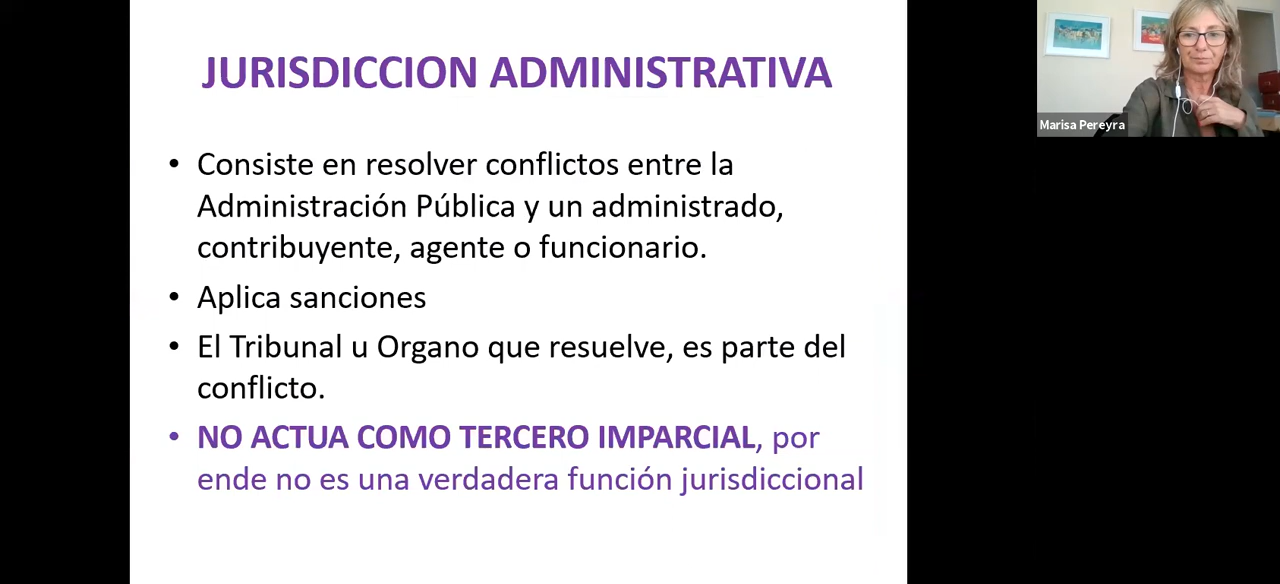 JURISDICCION ADMINISTRATIVA
• Consiste en resolver conflictos entre la
Administración Pública y un administrado,
contribuyente, agente o funcionario.
• Aplica sanciones
• El Tribunal u Organo que resuelve, es parte del
conflicto.
• NO ACTUA COMO TERCERO IMPARCIAL, por
ende no es una verdadera función jurisdiccional
Marisa Pereyra